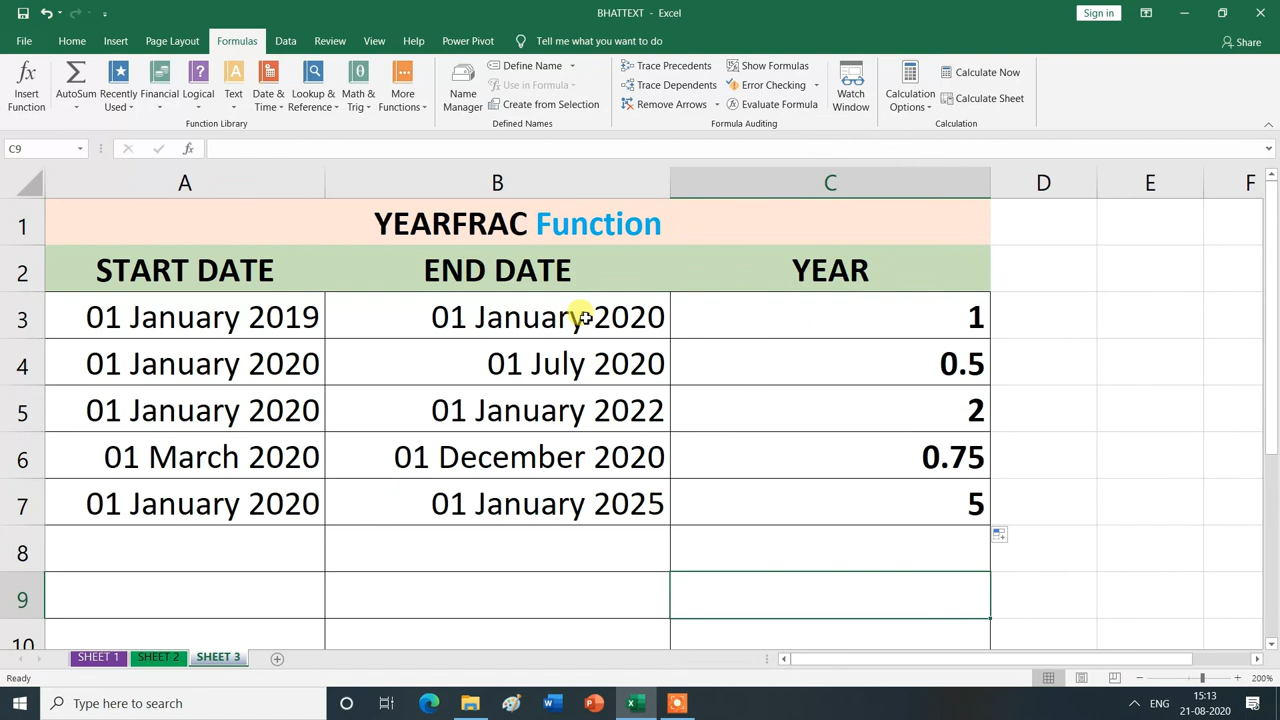 BHATTEXT - Excel
Sign in
File Home Insert Page Layout Formulas Data Review View Help Power Pivot Tell me what you want to do Share
Insert Function
AutoSum
Recently Used
Financial
Logical
Text
Date & Time
Lookup & Reference
Math & Trig
More Functions
Function Library
Name Manager
Define Name
Use in Formula
Create from Selection
Defined Names
Trace Precedents
Trace Dependents
Remove Arrows
Show Formulas
Error Checking
Evaluate Formula
Formula Auditing
Watch Window
Calculation Options
Calculate Now
Calculate Sheet
Calculation
C9 fx
A B C D E F
1 YEARFRAC Function
2 START DATE END DATE YEAR
3 01 January 2019 01 January 2020 1
4 01 January 2020 01 July 2020 0.5
5 01 January 2020 01 January 2022 2
6 01 March 2020 01 December 2020 0.75
7 01 January 2020 01 January 2025 5
8
9
10
SHEET 1 SHEET 2 SHEET 3
Ready 200%
Type here to search
ENG
15:13
21-08-2020